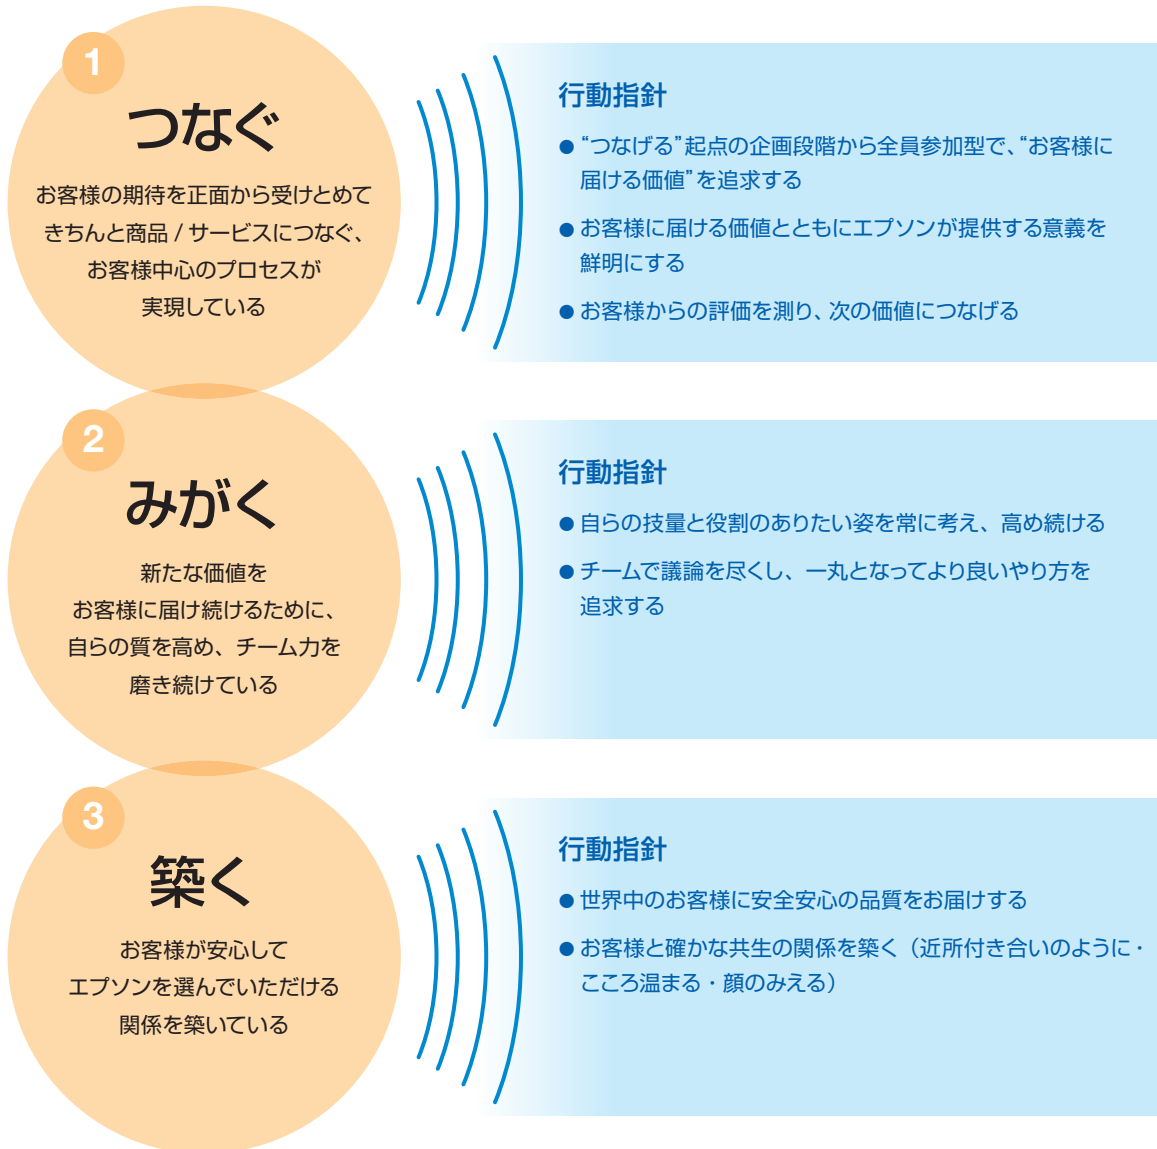 1
つなぐ
お客様の期待を正面から受けとめて
きちんと商品 / サービスにつなぐ、
お客様中心のプロセスが
実現している
行動指針
● “つなげる”起点の企画段階から全員参加型で、“お客様に
届ける価値”を追求する
● お客様に届ける価値とともにエプソンが提供する意義を
鮮明にする
● お客様からの評価を測り、次の価値につなげる
2
みがく
新たな価値を
お客様に届け続けるために、
自らの質を高め、チーム力を
磨き続けている
行動指針
● 自らの技量と役割のありたい姿を常に考え、高め続ける
● チームで議論を尽くし、一丸となってより良いやり方を
追求する
3
築く
お客様が安心して
エプソンを選んでいただける
関係を築いている
行動指針
● 世界中のお客様に安全安心の品質をお届けする
● お客様と確かな共生の関係を築く（近所付き合いのように・
こころ温まる・顔のみえる）